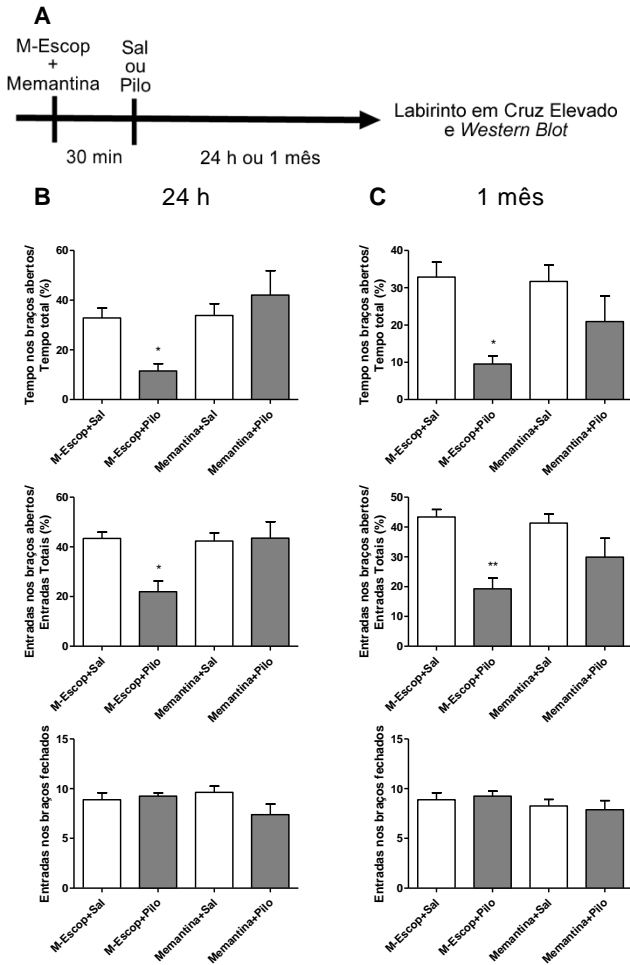 A
M-Escop
+
Memantina
Sal
ou
Pilo
30 min
24 h ou 1 mês
Labirinto em Cruz Elevado
e Western Blot
B
24 h
Tempo nos braços abertos/
Tempo total (%)
60
40
20
0
*
M-Escop+Sal
M-Escop+Pilo
Memantina+Sal
Memantina+Pilo
Entradas nos braços abertos/
Entradas Totais (%)
60
40
20
0
*
M-Escop+Sal
M-Escop+Pilo
Memantina+Sal
Memantina+Pilo
Entradas nos braços fechados
15
10
5
0
M-Escop+Sal
M-Escop+Pilo
Memantina+Sal
Memantina+Pilo
C
1 mês
Tempo nos braços abertos/
Tempo total (%)
40
30
20
10
0
*
M-Escop+Sal
M-Escop+Pilo
Memantina+Sal
Memantina+Pilo
Entradas nos braços abertos/
Entradas Totais (%)
50
40
30
20
10
0
**
M-Escop+Sal
M-Escop+Pilo
Memantina+Sal
Memantina+Pilo
Entradas nos braços fechados
15
10
5
0
M-Escop+Sal
M-Escop+Pilo
Memantina+Sal
Memantina+Pilo